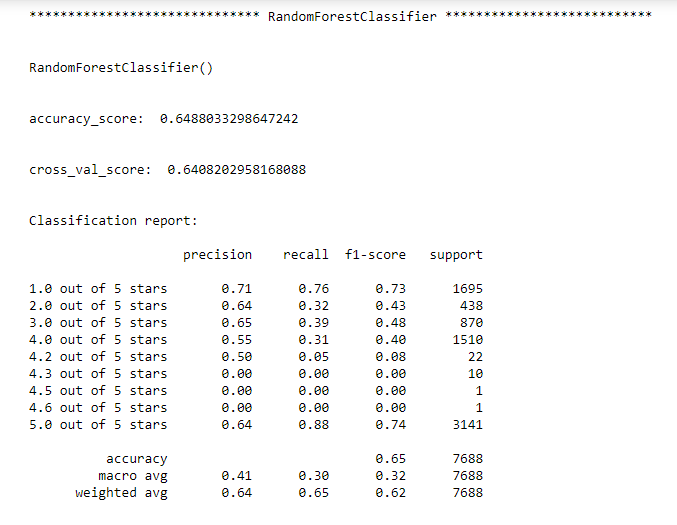 ****************************** RandomForestClassifier ***************************
RandomForestClassifier()
accuracy_score:  0.6488033298647242
cross_val_score:  0.6408202958168088
Classification report:
precision    recall  f1-score   support
1.0 out of 5 stars       0.71      0.76      0.73      1695
2.0 out of 5 stars       0.64      0.32      0.43       438
3.0 out of 5 stars       0.65      0.39      0.48       870
4.0 out of 5 stars       0.55      0.31      0.40      1510
4.2 out of 5 stars       0.50      0.05      0.08        22
4.3 out of 5 stars       0.00      0.00      0.00        10
4.5 out of 5 stars       0.00      0.00      0.00         1
4.6 out of 5 stars       0.00      0.00      0.00         1
5.0 out of 5 stars       0.64      0.88      0.74      3141
accuracy                           0.65      7688
macro avg       0.41      0.30      0.32      7688
weighted avg       0.64      0.65      0.62      7688